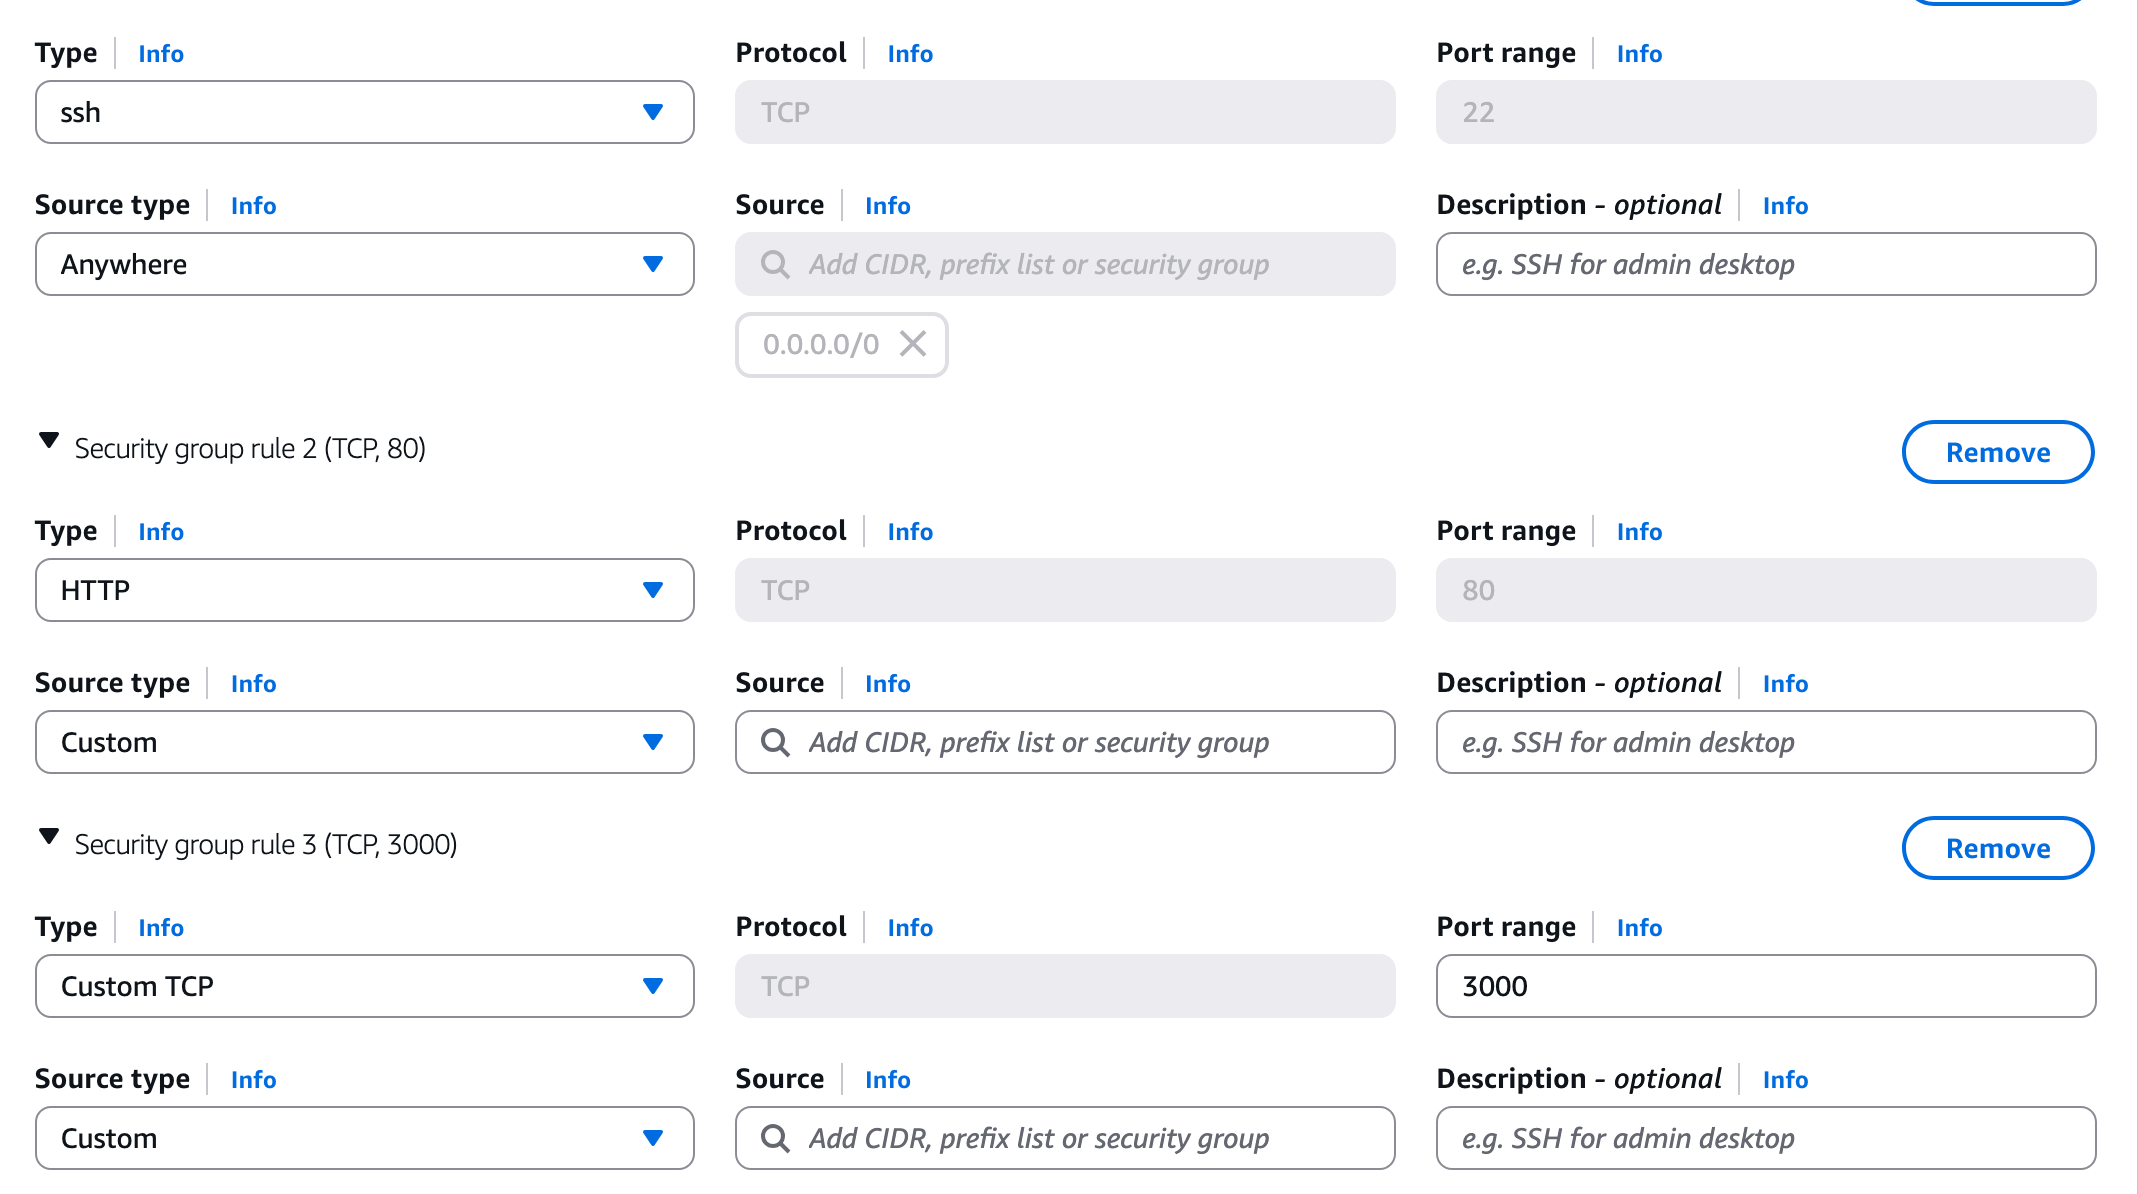 Type Info Protocol Info Port range Info
ssh TCP 22
Source type Info Source Info Description - optional Info
Anywhere Add CIDR, prefix list or security group e.g. SSH for admin desktop
0.0.0.0/0
Security group rule 2 (TCP, 80) Remove
Type Info Protocol Info Port range Info
HTTP TCP 80
Source type Info Source Info Description - optional Info
Custom Add CIDR, prefix list or security group e.g. SSH for admin desktop
Security group rule 3 (TCP, 3000) Remove
Type Info Protocol Info Port range Info
Custom TCP TCP 3000
Source type Info Source Info Description - optional Info
Custom Add CIDR, prefix list or security group e.g. SSH for admin desktop